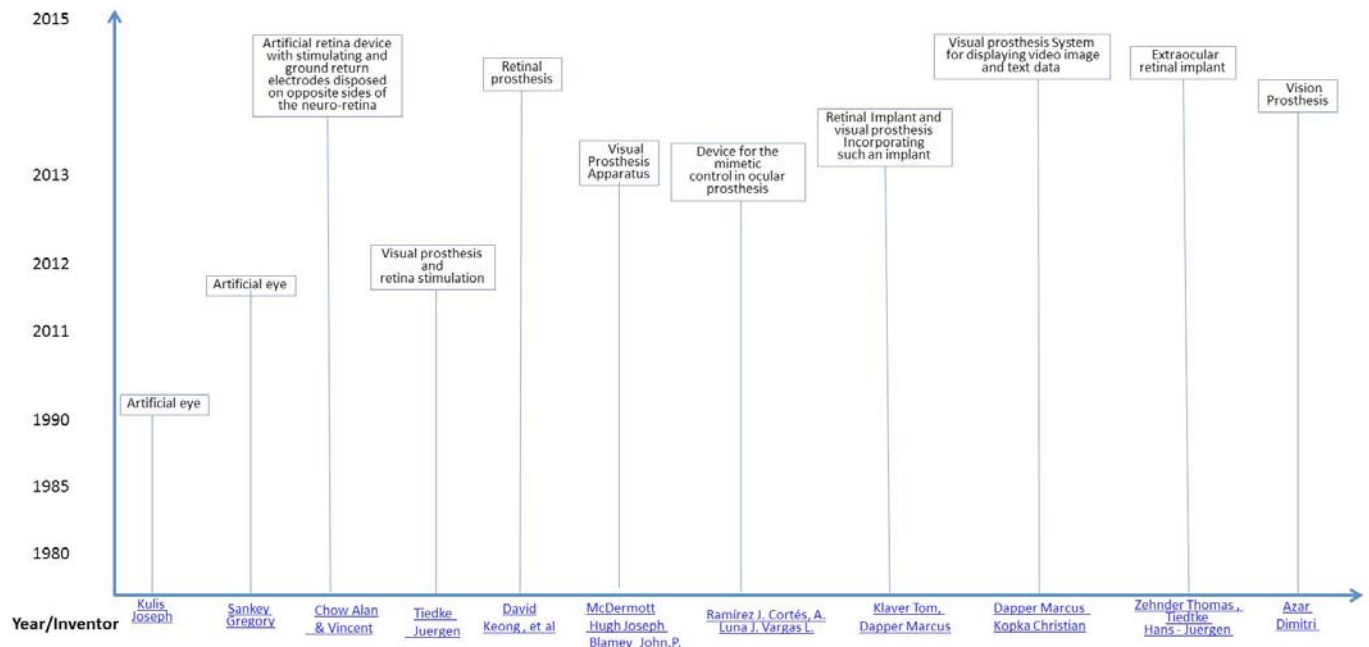 2015
2013
2012
2011
1990
1985
1980
Year/Inventor
Artificial eye
Artificial eye
Artificial retina device
with stimulating and
ground return
electrodes disposed
on opposite sides of
the neuro-retina
Visual prosthesis
and
retina stimulation
Retinal
prosthesis
Visual
Prosthesis
Apparatus
Device for the
mimetic
control in ocular
prosthesis
Retinal Implant and
visual prosthesis
Incorporating
such an implant
Visual prosthesis System
for displaying video image
and text data
Extraocular
retinal implant
Vision
Prosthesis
Kulis
Joseph
Sankey
Gregory
Chow Alan
& Vincent
Tiedke
Juergen
David
Keong , et al
McDermott
Hugh Joseph
Blamey John.P.
Ramírez J. Cortés, A.
Luna J. Vargas L.
Klaver Tom,
Dapper Marcus
Dapper Marcus
Kopka Christian
Zehnder Thomas ,
Tiedtke
Hans - Juergen
Azar
Dimitri